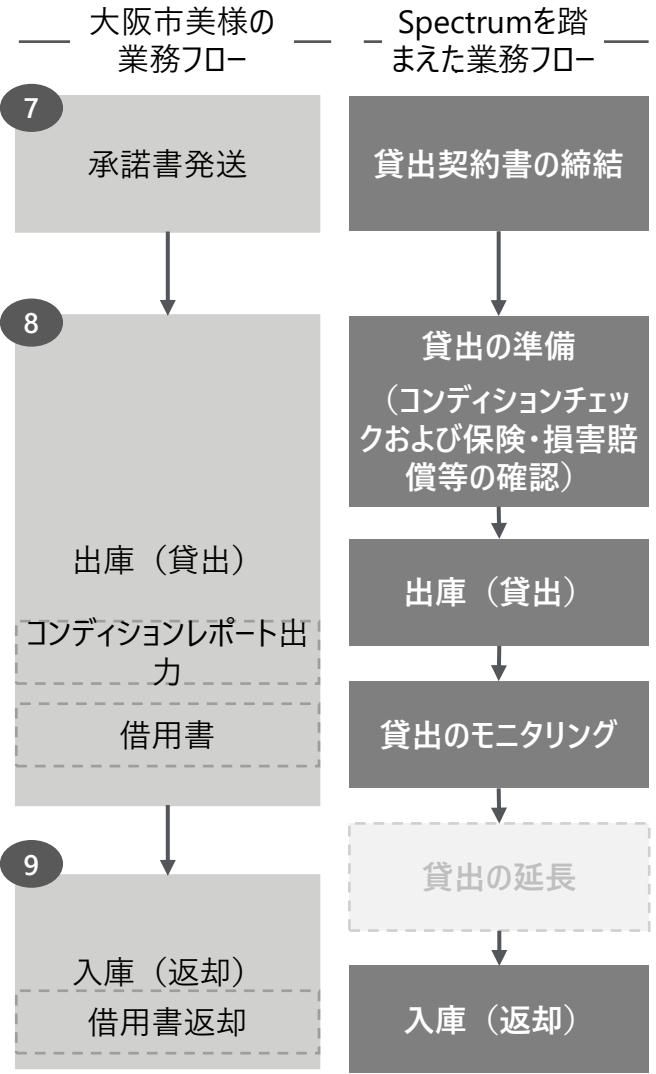 大阪市美様の
業務フロー
Spectrumを踏
まえた業務フロー
7
承諾書発送
8
出庫（貸出）
コンディションレポート出
力
借用書
9
入庫（返却）
借用書返却
貸出契約書の締結
貸出の準備
（コンディションチェッ
クおよび保険・損害賠
償等の確認）
出庫（貸出）
貸出のモニタリング
貸出の延長
入庫（返却）